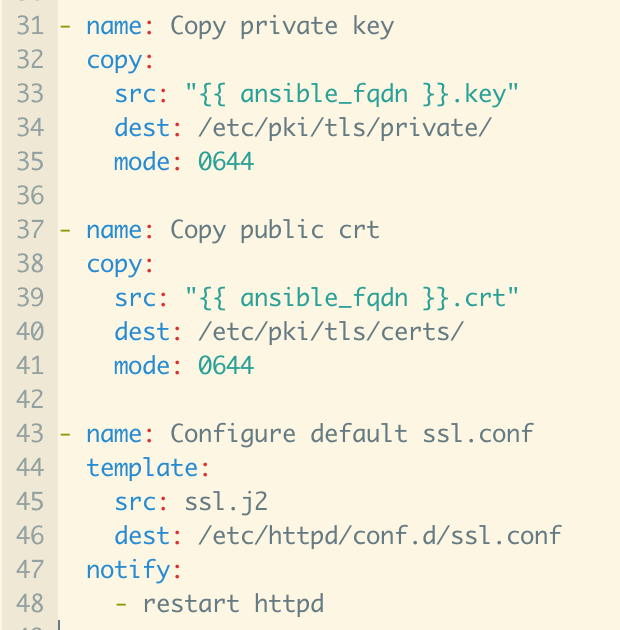 31 - name: Copy private key
32   copy:
33     src: "{{ ansible_fqdn }}.key"
34     dest: /etc/pki/tls/private/
35     mode: 0644
36
37 - name: Copy public crt
38   copy:
39     src: "{{ ansible_fqdn }}.crt"
40     dest: /etc/pki/tls/certs/
41     mode: 0644
42
43 - name: Configure default ssl.conf
44   template:
45     src: ssl.j2
46     dest: /etc/httpd/conf.d/ssl.conf
47   notify:
48     - restart httpd